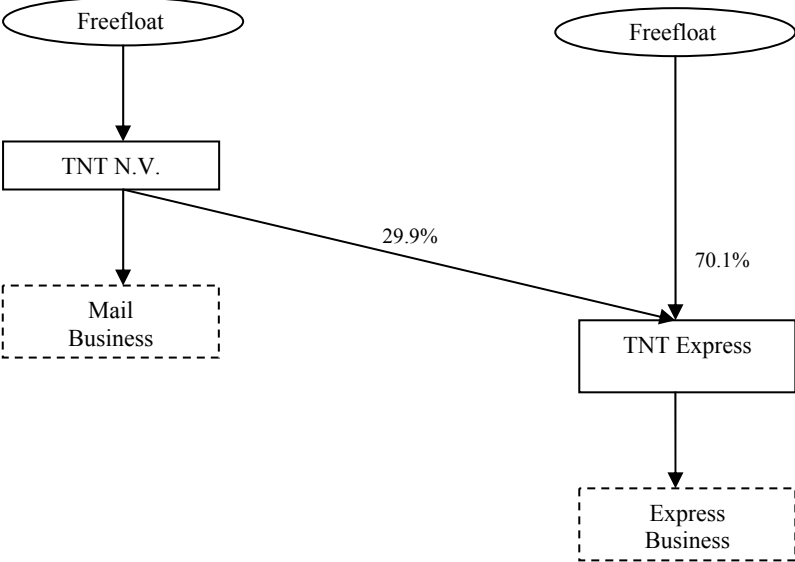 Freefloat
Freefloat
TNT N.V.
29.9%
70.1%
Mail
Business
TNT Express
Express
Business